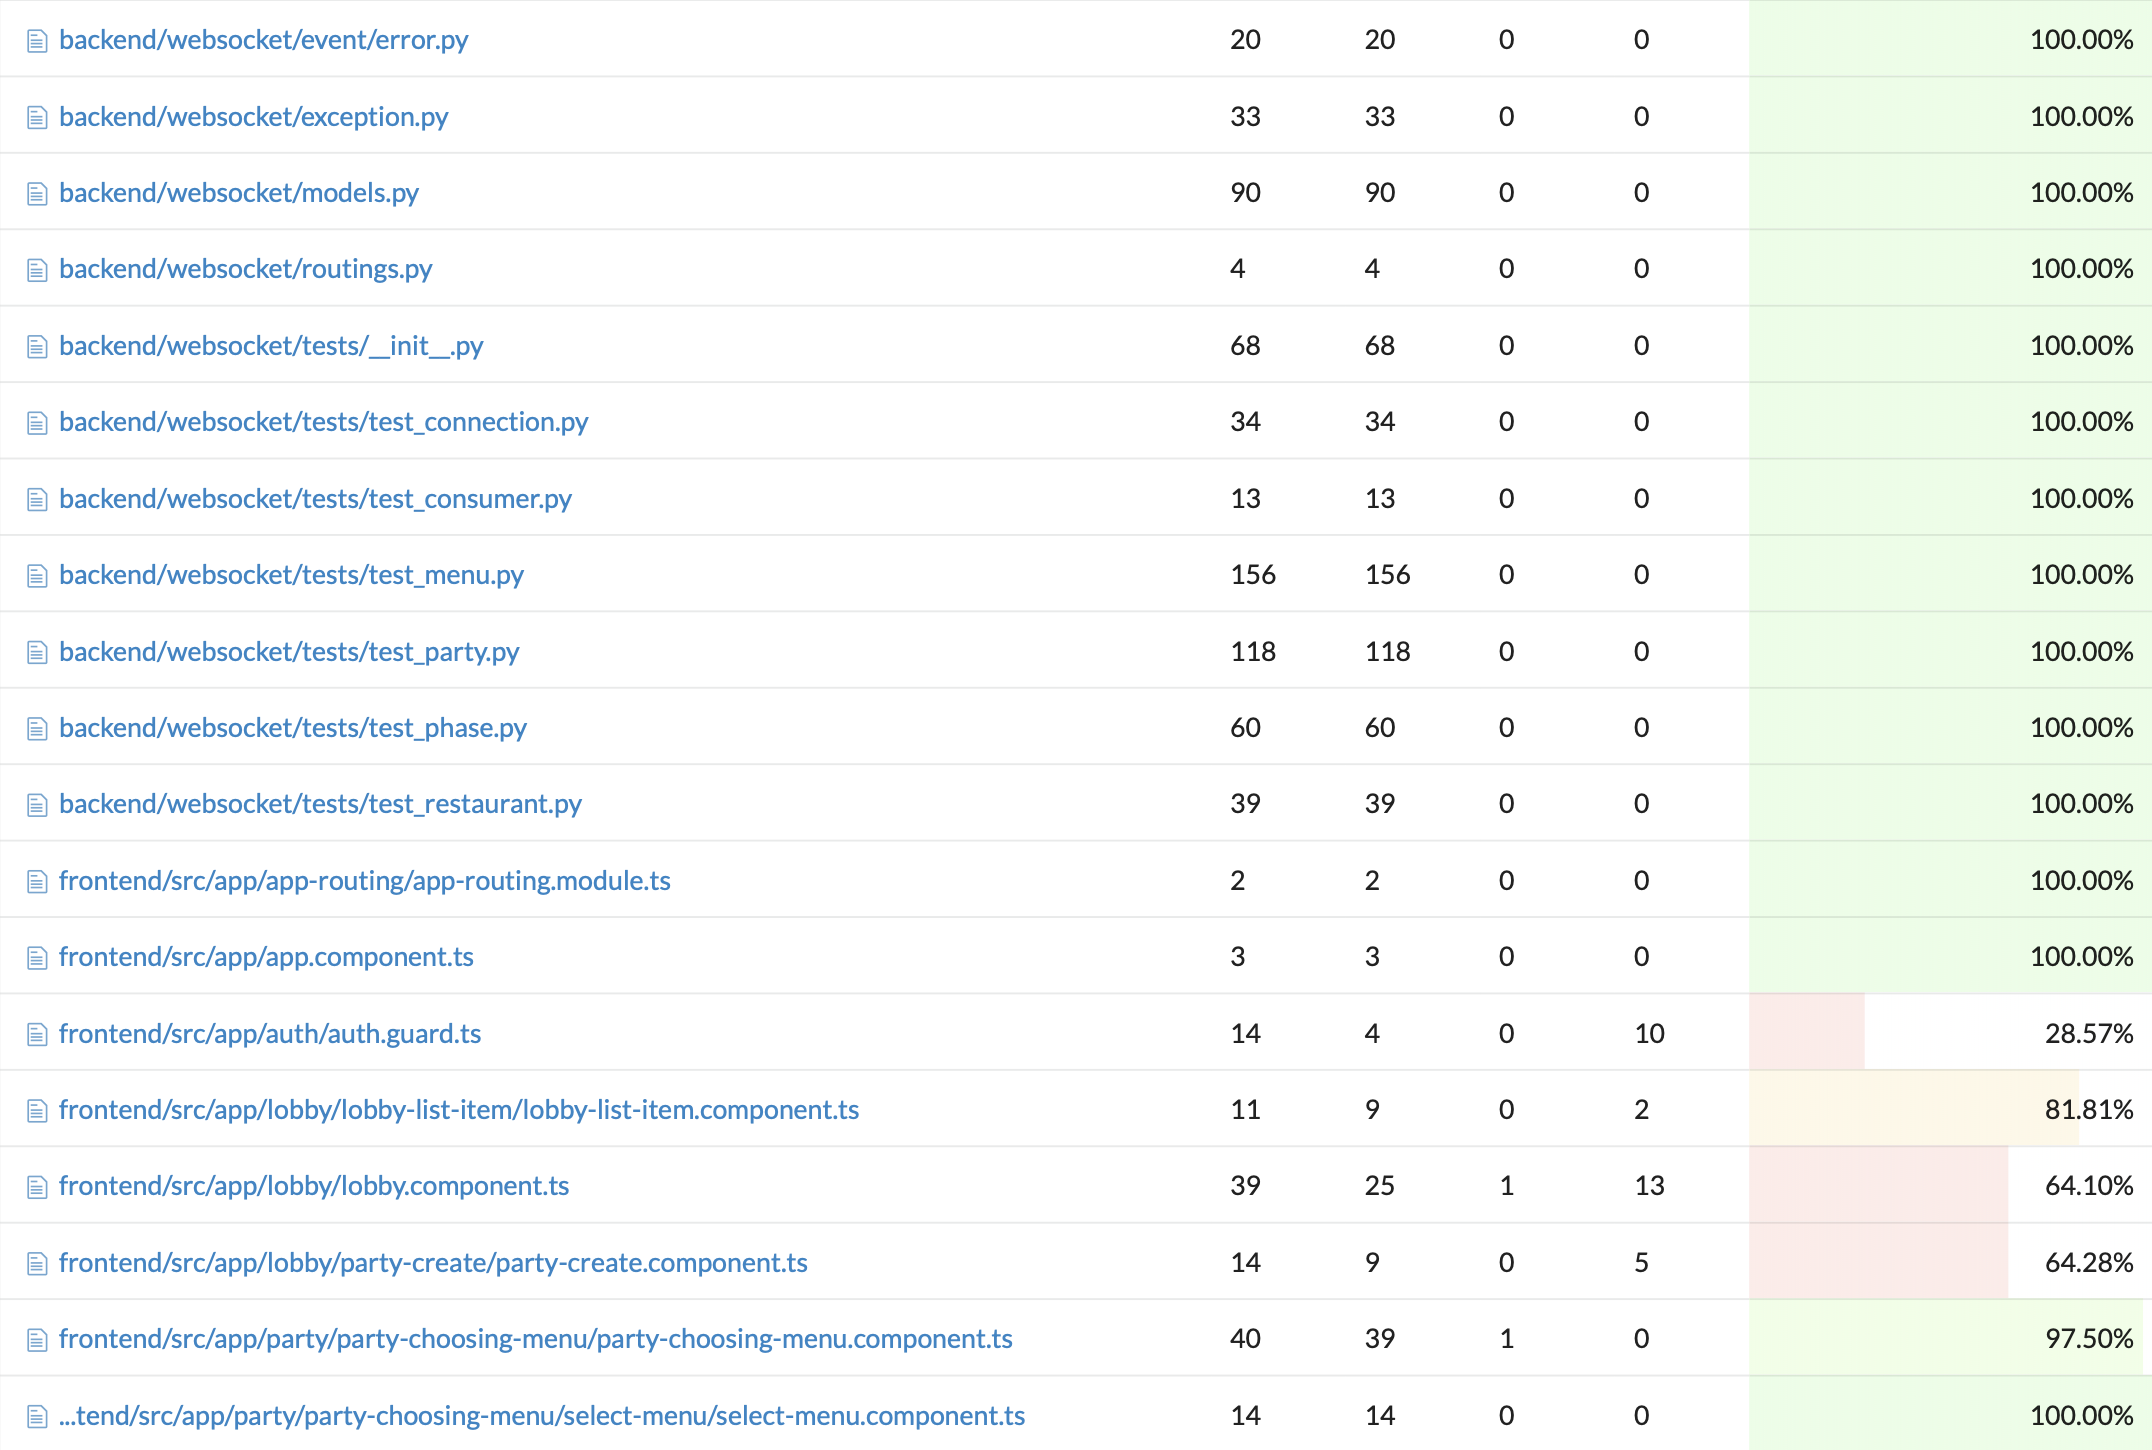 backend/websocket/event/error.py 20 20 0 0 100.00%
backend/websocket/exception.py 33 33 0 0 100.00%
backend/websocket/models.py 90 90 0 0 100.00%
backend/websocket/routings.py 4 4 0 0 100.00%
backend/websocket/tests/__init__.py 68 68 0 0 100.00%
backend/websocket/tests/test_connection.py 34 34 0 0 100.00%
backend/websocket/tests/test_consumer.py 13 13 0 0 100.00%
backend/websocket/tests/test_menu.py 156 156 0 0 100.00%
backend/websocket/tests/test_party.py 118 118 0 0 100.00%
backend/websocket/tests/test_phase.py 60 60 0 0 100.00%
backend/websocket/tests/test_restaurant.py 39 39 0 0 100.00%
frontend/src/app/app-routing/app-routing.module.ts 2 2 0 0 100.00%
frontend/src/app/app.component.ts 3 3 0 0 100.00%
frontend/src/app/auth/auth.guard.ts 14 4 0 10 28.57%
frontend/src/app/lobby/lobby-list-item/lobby-list-item.component.ts 11 9 0 2 81.81%
frontend/src/app/lobby/lobby.component.ts 39 25 1 13 64.10%
frontend/src/app/lobby/party-create/party-create.component.ts 14 9 0 5 64.28%
frontend/src/app/party/party-choosing-menu/party-choosing-menu.component.ts 40 39 1 0 97.50%
...tend/src/app/party/party-choosing-menu/select-menu/select-menu.component.ts 14 14 0 0 100.00%